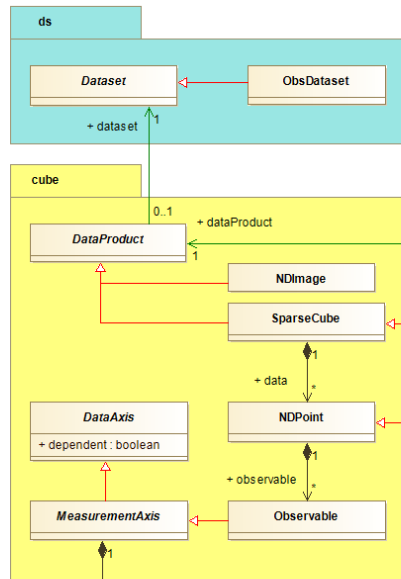 ds
Dataset
ObsDataset
1
+ dataset
cube
0..1
+ dataProduct
DataProduct
1
NDImage
SparseCube
1
+ data
*
DataAxis
NDPoint
+ dependent : boolean
1
+ observable
*
MeasurementAxis
Observable
1